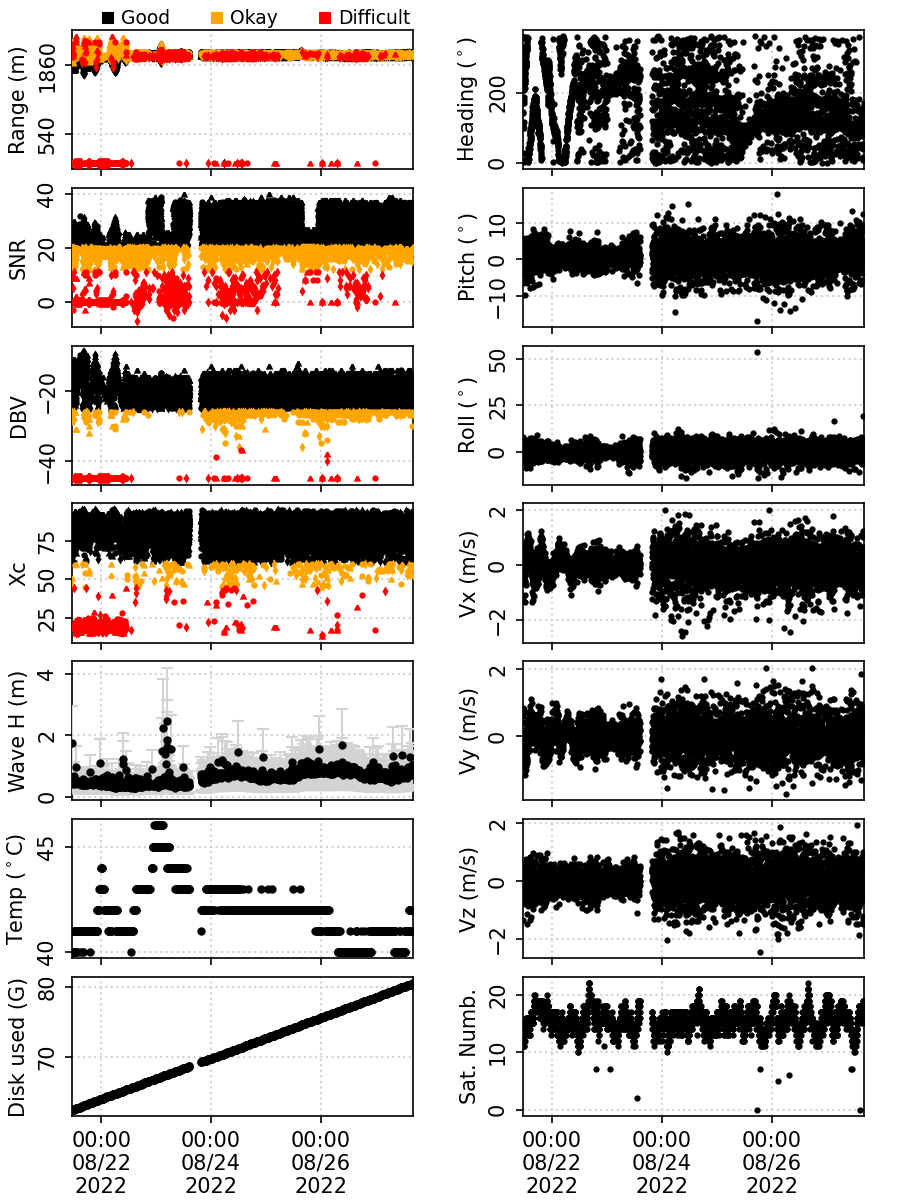 Good Okay Difficult
Range (m)
1860
540
Heading (°)
200
0
SNR
40
20
0
Pitch (°)
10
0
−10
DBV
−20
−40
Roll (°)
50
25
0
Xc
75
50
25
Vx (m/s)
2
0
−2
Wave H (m)
4
2
0
Vy (m/s)
2
0
Temp (°C)
45
40
Vz (m/s)
2
0
−2
Disk used (G)
80
70
Sat. Numb.
20
10
0
00:00 00:00 00:00
08/22 08/24 08/26
2022 2022 2022
00:00 00:00 00:00
08/22 08/24 08/26
2022 2022 2022